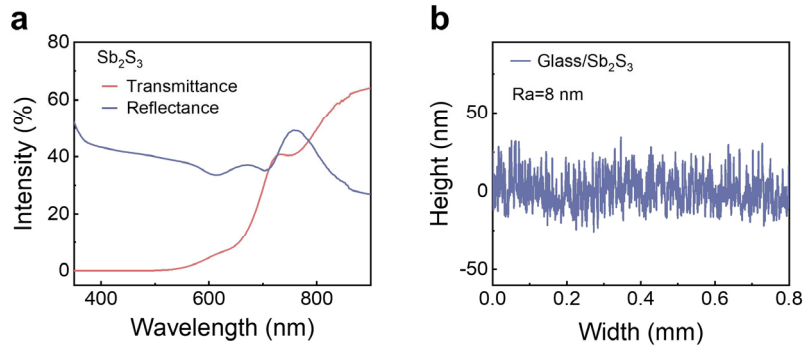 a
80
60
40
20
0
Intensity (%)
Sb₂S₃
Transmittance
Reflectance
400
600
800
Wavelength (nm)
b
50
0
-50
Height (nm)
Glass/Sb₂S₃
Ra=8 nm
0.0
0.2
0.4
0.6
0.8
Width (mm)